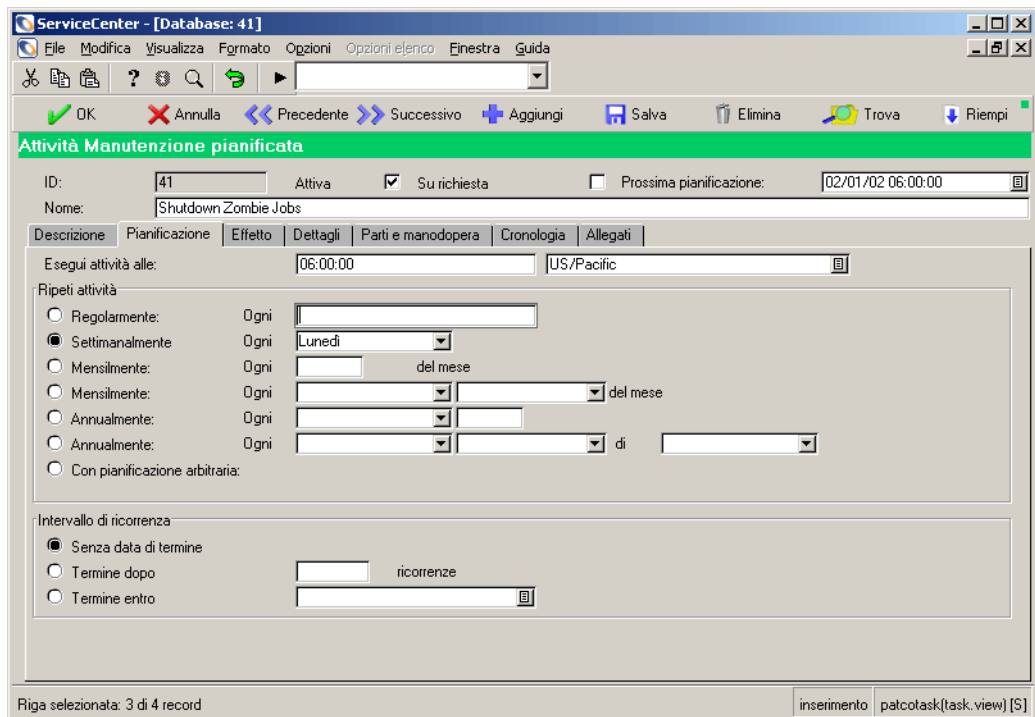 ServiceCenter - [Database: 41]
File Modifica Visualizza Formato Opzioni Opzioni elenco Finestra Guida
OK Annulla Precedente Successivo Aggiungi Salva Elimina Trova Riempi
Attività Manutenzione pianificata
ID: 41 Attiva Su richiesta Prossima pianificazione: 02/01/02 06:00:00
Nome: Shutdown Zombie Jobs
Descrizione Pianificazione Effetto Dettagli Parti e manodopera Cronologia Allegati
Esegui attività alle: 06:00:00 US/Pacific
Ripeti attività
Regolarmente: Ogni
Settimanalmente Ogni Lunedì
Mensilmente: Ogni del mese
Mensilmente: Ogni del mese
Annualmente: Ogni
Annualmente: Ogni di
Con pianificazione arbitraria:
Intervallo di ricorrenza
Senza data di termine
Termine dopo ricorrenze
Termine entro
Riga selezionata: 3 di 4 record inserimento patcotask(task.view) [S]